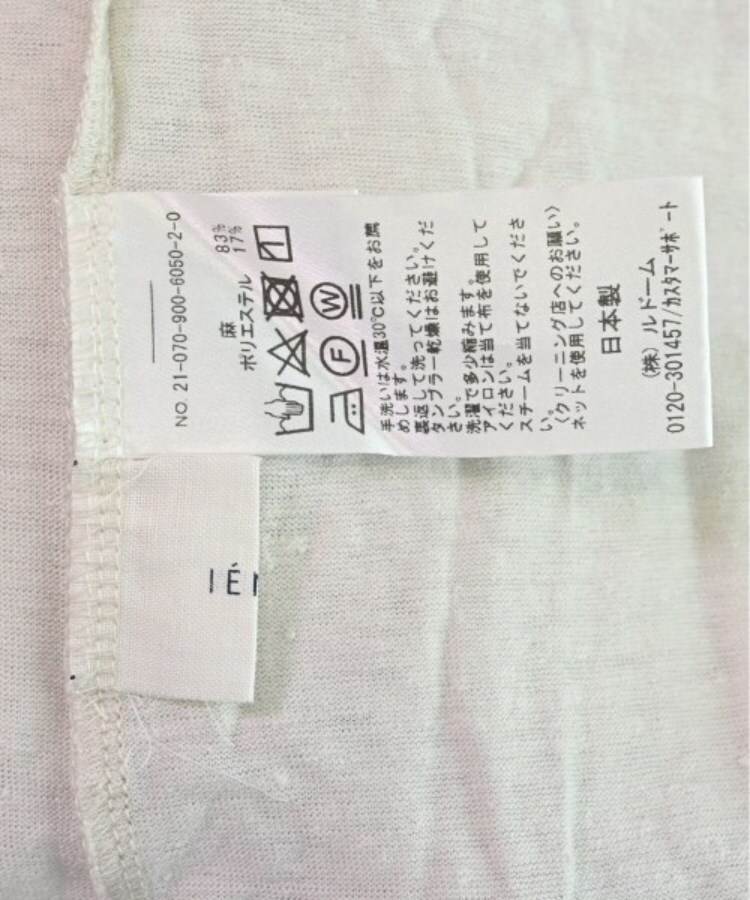 NO. 21-070-900-6050-2-0
麻 83%
ポリエステル 17%
F W
手洗いは水温30℃以下をお薦
めします。
裏返して洗ってください。
タンブラー乾燥はお避けくだ
さい。
洗濯で多少縮みます。
アイロンは当て布を使用して
ください。
スチームを当てないでくださ
い。
〈クリーニング店へのお願い〉
ネットを使用してください。
日本製
(株) ルドーム
0120-301457/カスタマーサポート